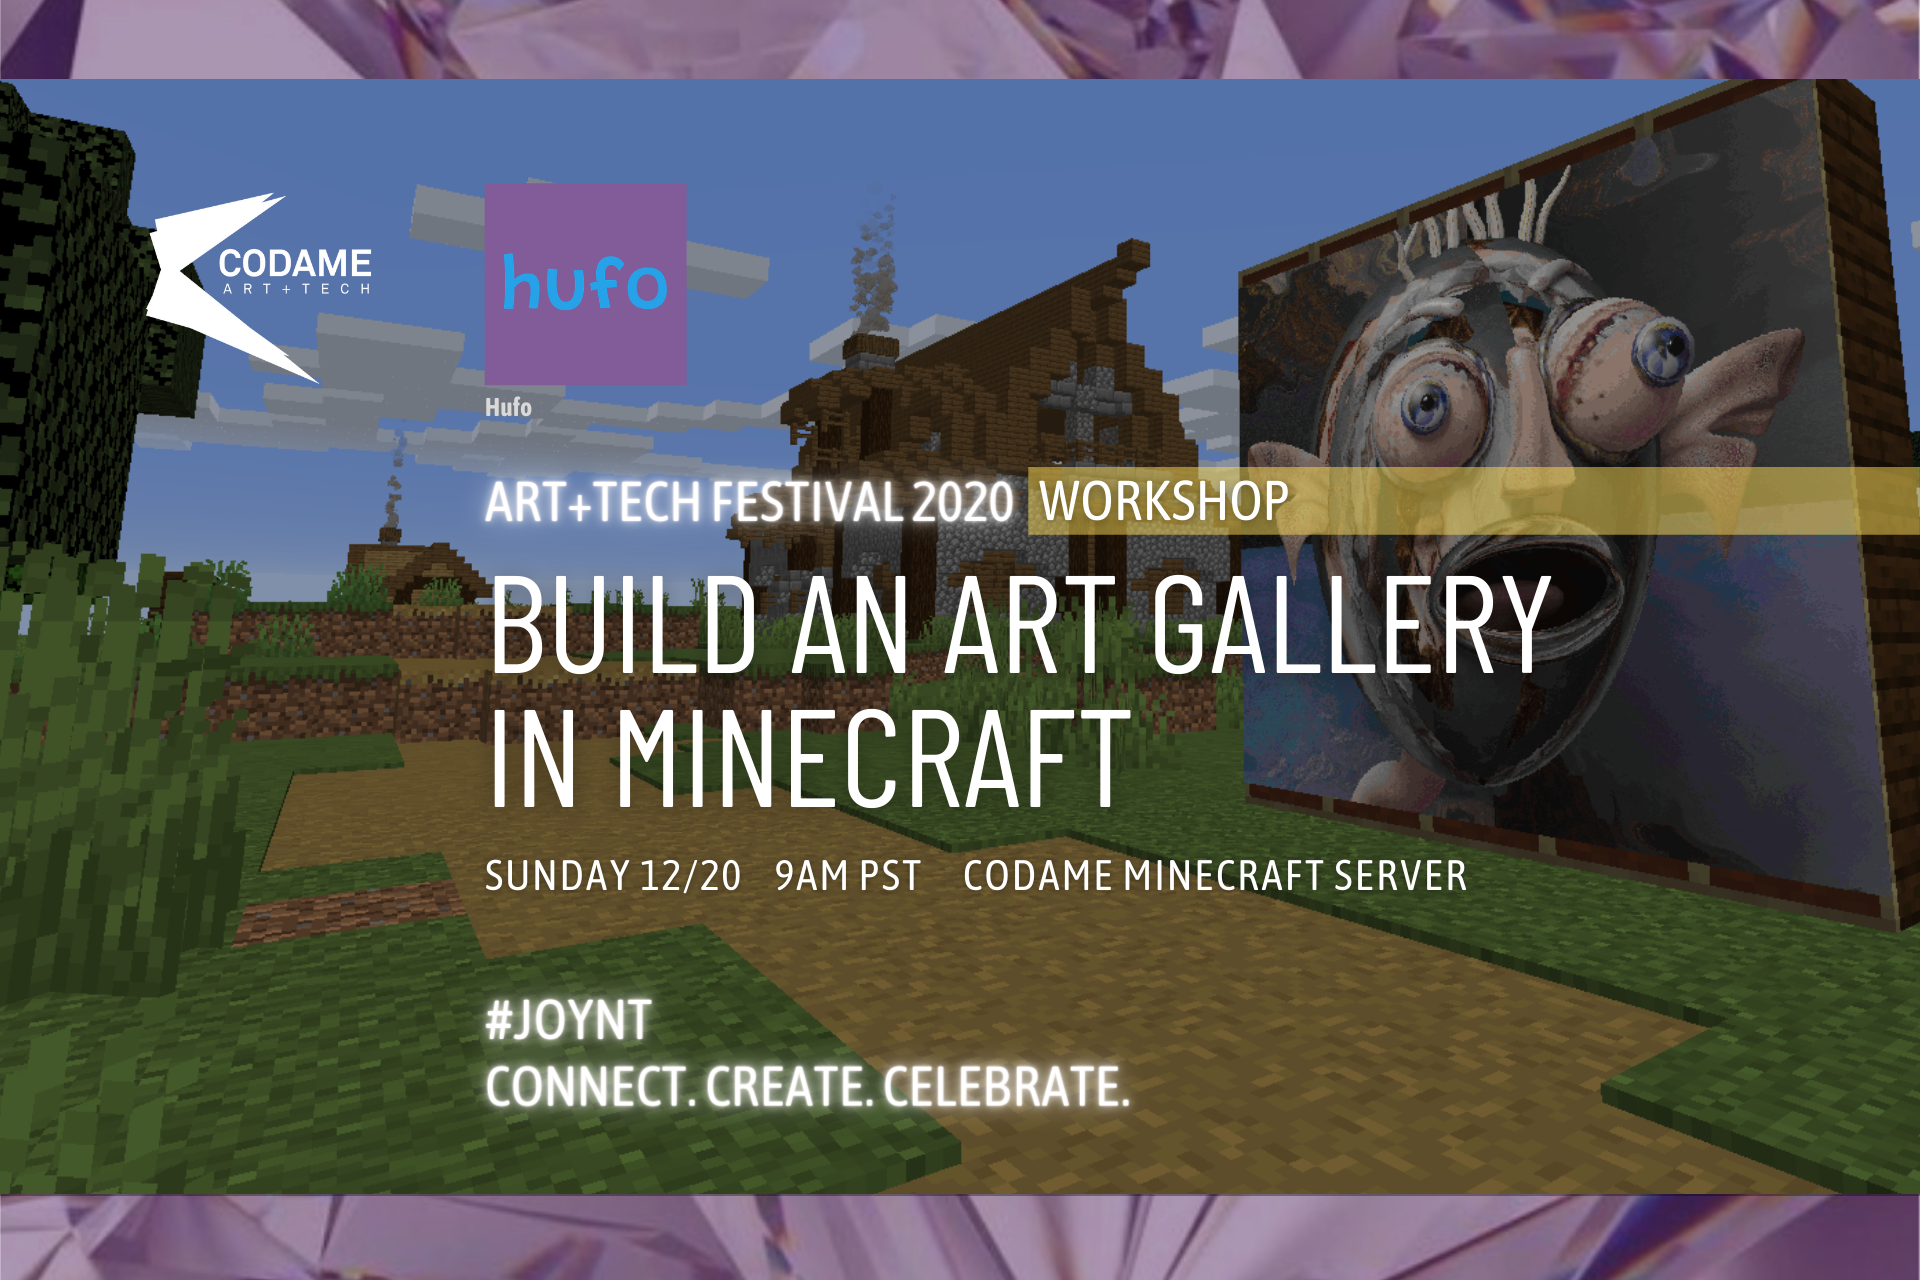 CODAME
ART+TECH
hufo
Hufo
ART+TECH FESTIVAL 2020 WORKSHOP
BUILD AN ART GALLERY
IN MINECRAFT
SUNDAY 12/20 9AM PST CODAME MINECRAFT SERVER
#JOYNT
CONNECT. CREATE. CELEBRATE.